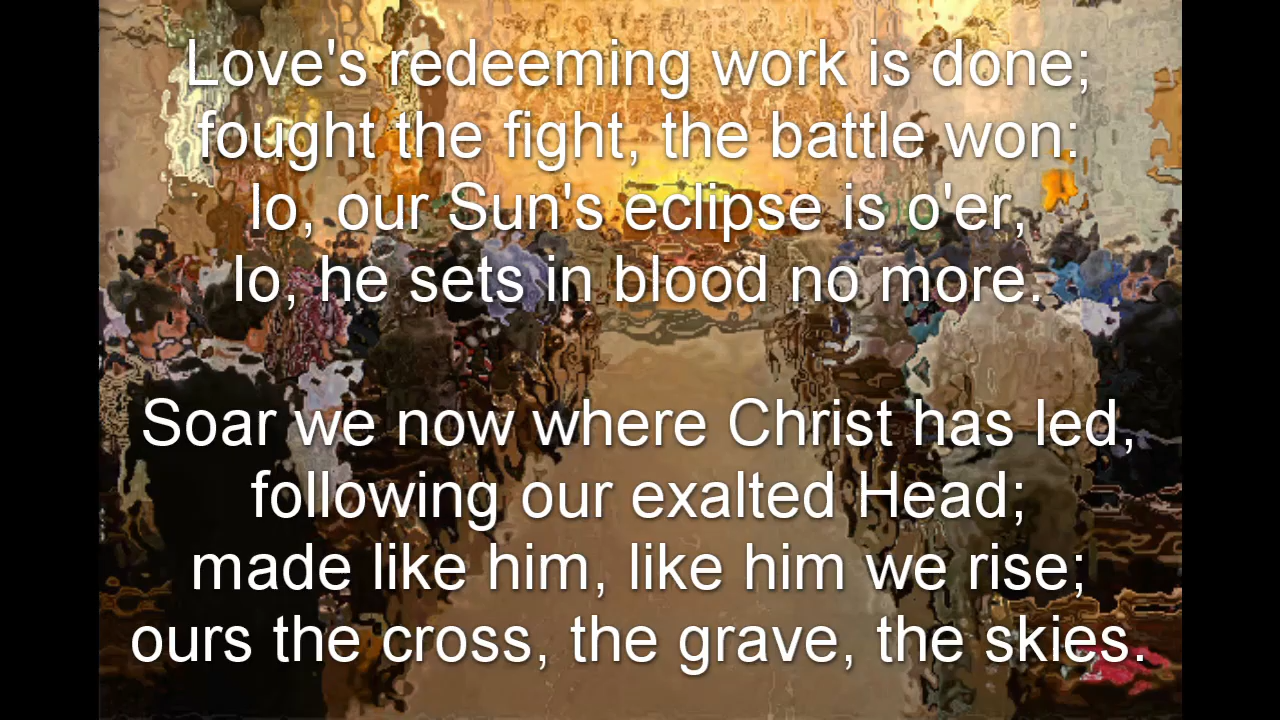 Love's redeeming work is done;
fought the fight, the battle won:
lo, our Sun's eclipse is o'er,
lo, he sets in blood no more.
Soar we now where Christ has led,
following our exalted Head;
made like him, like him we rise;
ours the cross, the grave, the skies.